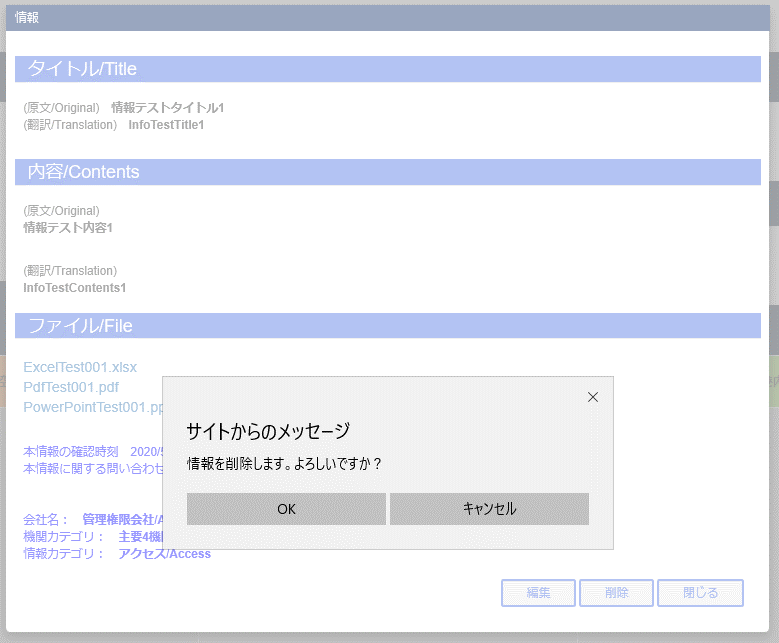 情報
タイトル/Title
(原文/Original) 情報テストタイトル1
(翻訳/Translation) InfoTestTitle1
内容/Contents
(原文/Original)
情報テスト内容1
(翻訳/Translation)
InfoTestContents1
ファイル/File
ExcelTest001.xlsx
PdfTest001.pdf
PowerPointTest001.pp
本情報の確認時刻 2020/5
本情報に関する問い合わせ
会社名： 管理権限会社/A
機関カテゴリ： 主要4機
情報カテゴリ： アクセス/Access
サイトからのメッセージ
情報を削除します。よろしいですか？
OK キャンセル
編集 削除 閉じる